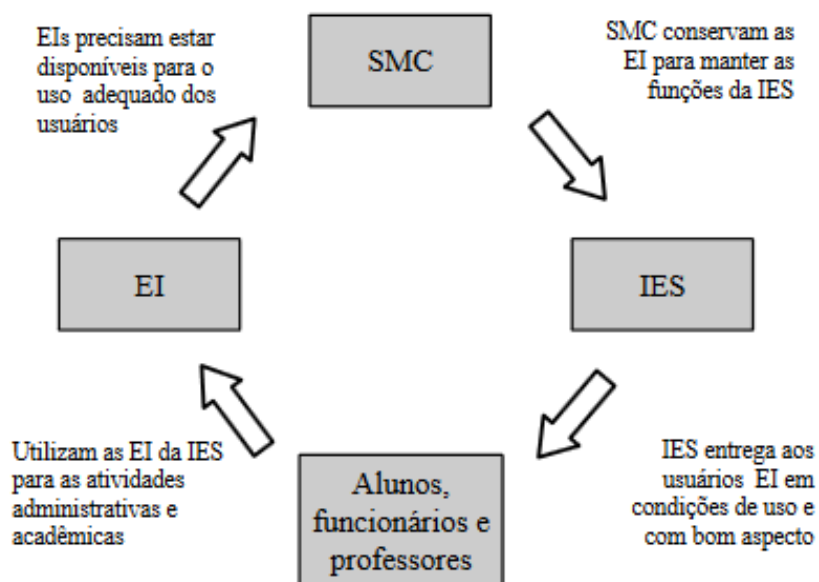 EIs precisam estar
disponíveis para o
uso adequado dos
usuários
SMC
SMC conservam as
EI para manter as
funções da IES
EI
IES
Utilizam as EI da IES
para as atividades
administrativas e
acadêmicas
Alunos,
funcionários e
professores
IES entrega aos
usuários EI em
condições de uso e
com bom aspecto